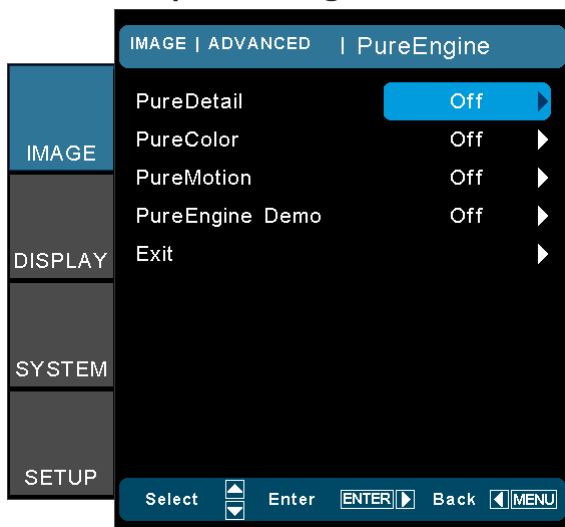 IMAGE | ADVANCED | PureEngine
PureDetail Off
PureColor Off
PureMotion Off
PureEngine Demo Off
Exit
IMAGE
DISPLAY
SYSTEM
SETUP
Select Enter ENTER Back MENU